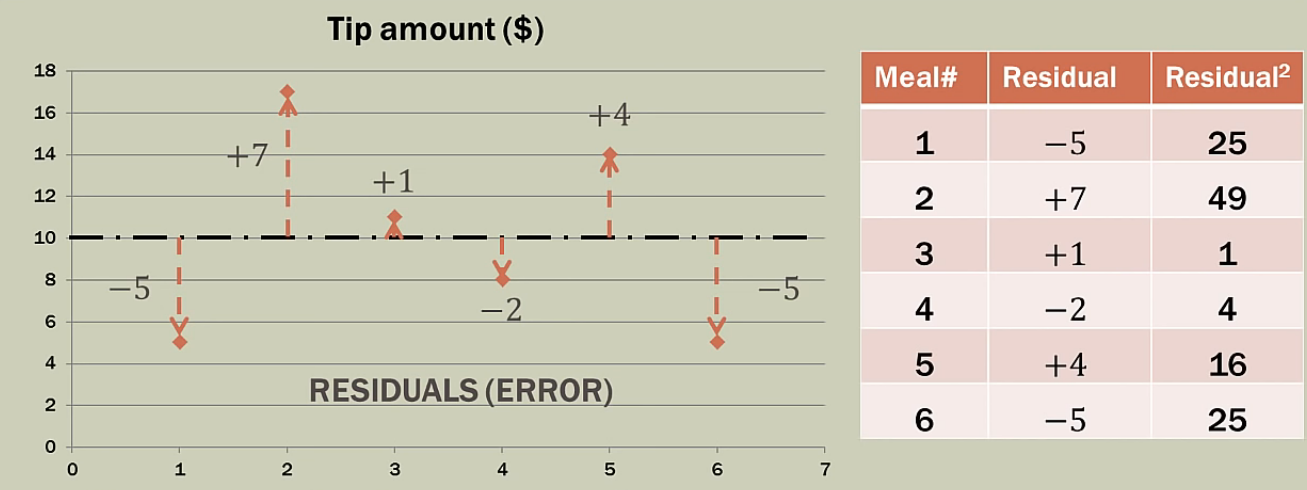 Tip amount ($)
18
16
14
12
10
8
6
4
2
0
0 1 2 3 4 5 6 7
−5
+7
+1
−2
+4
−5
RESIDUALS (ERROR)
Meal# Residual Residual²
1 −5 25
2 +7 49
3 +1 1
4 −2 4
5 +4 16
6 −5 25